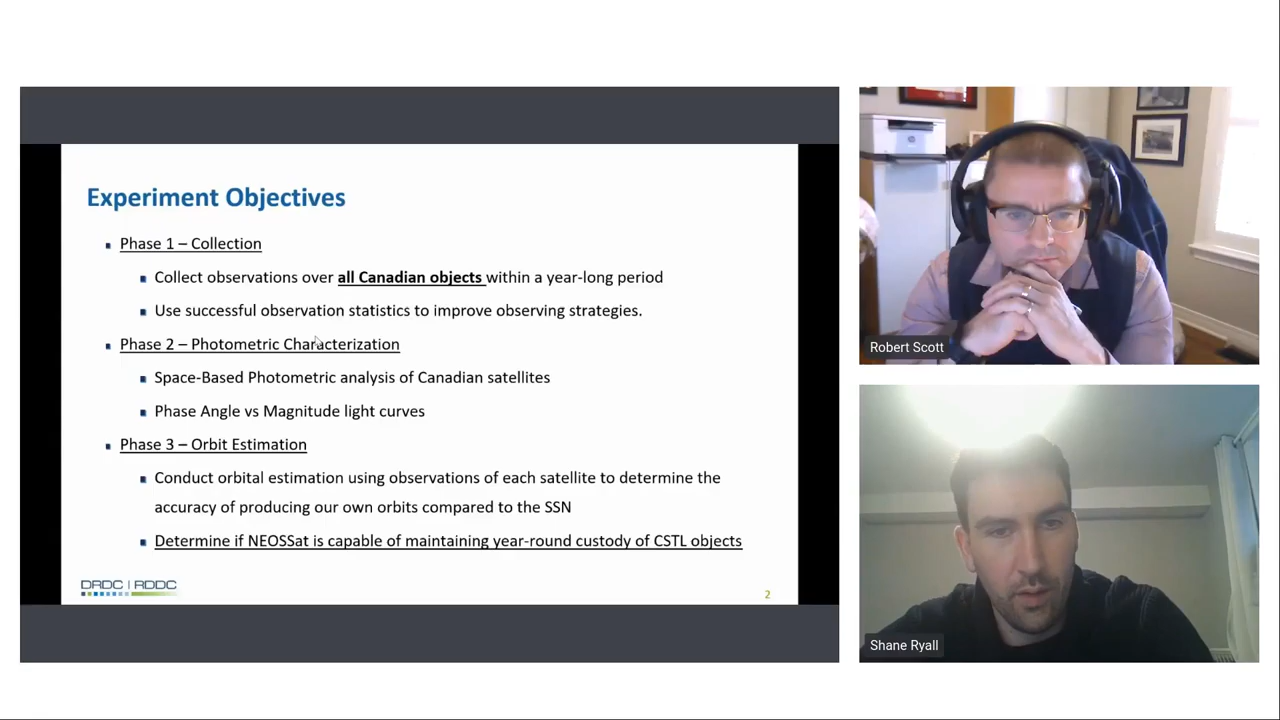 Experiment Objectives
Phase 1 – Collection
Collect observations over all Canadian objects within a year-long period
Use successful observation statistics to improve observing strategies.
Phase 2 – Photometric Characterization
Space-Based Photometric analysis of Canadian satellites
Phase Angle vs Magnitude light curves
Phase 3 – Orbit Estimation
Conduct orbital estimation using observations of each satellite to determine the
accuracy of producing our own orbits compared to the SSN
Determine if NEOSSat is capable of maintaining year-round custody of CSTL objects
DRDC | RDDC
2
Robert Scott
Shane Ryall